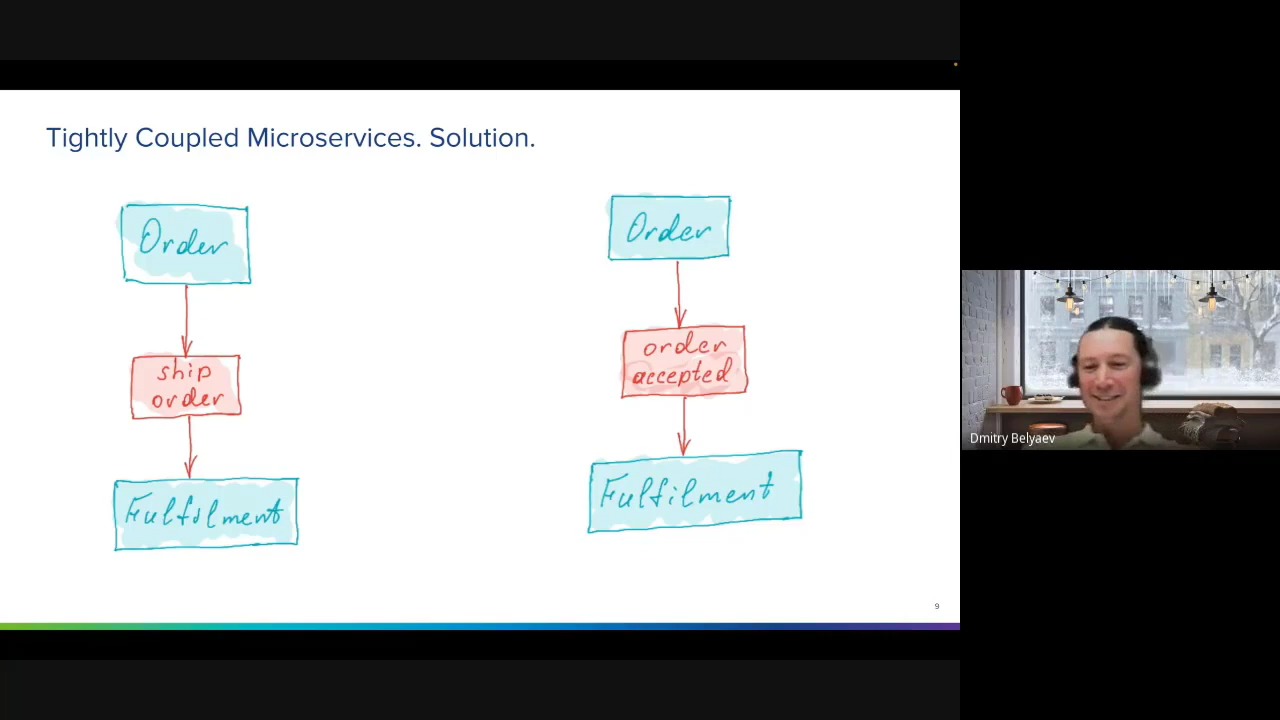 Tightly Coupled Microservices. Solution.
Order
ship
order
Fulfilment
Order
order
accepted
Fulfilment
9
Dmitry Belyaev